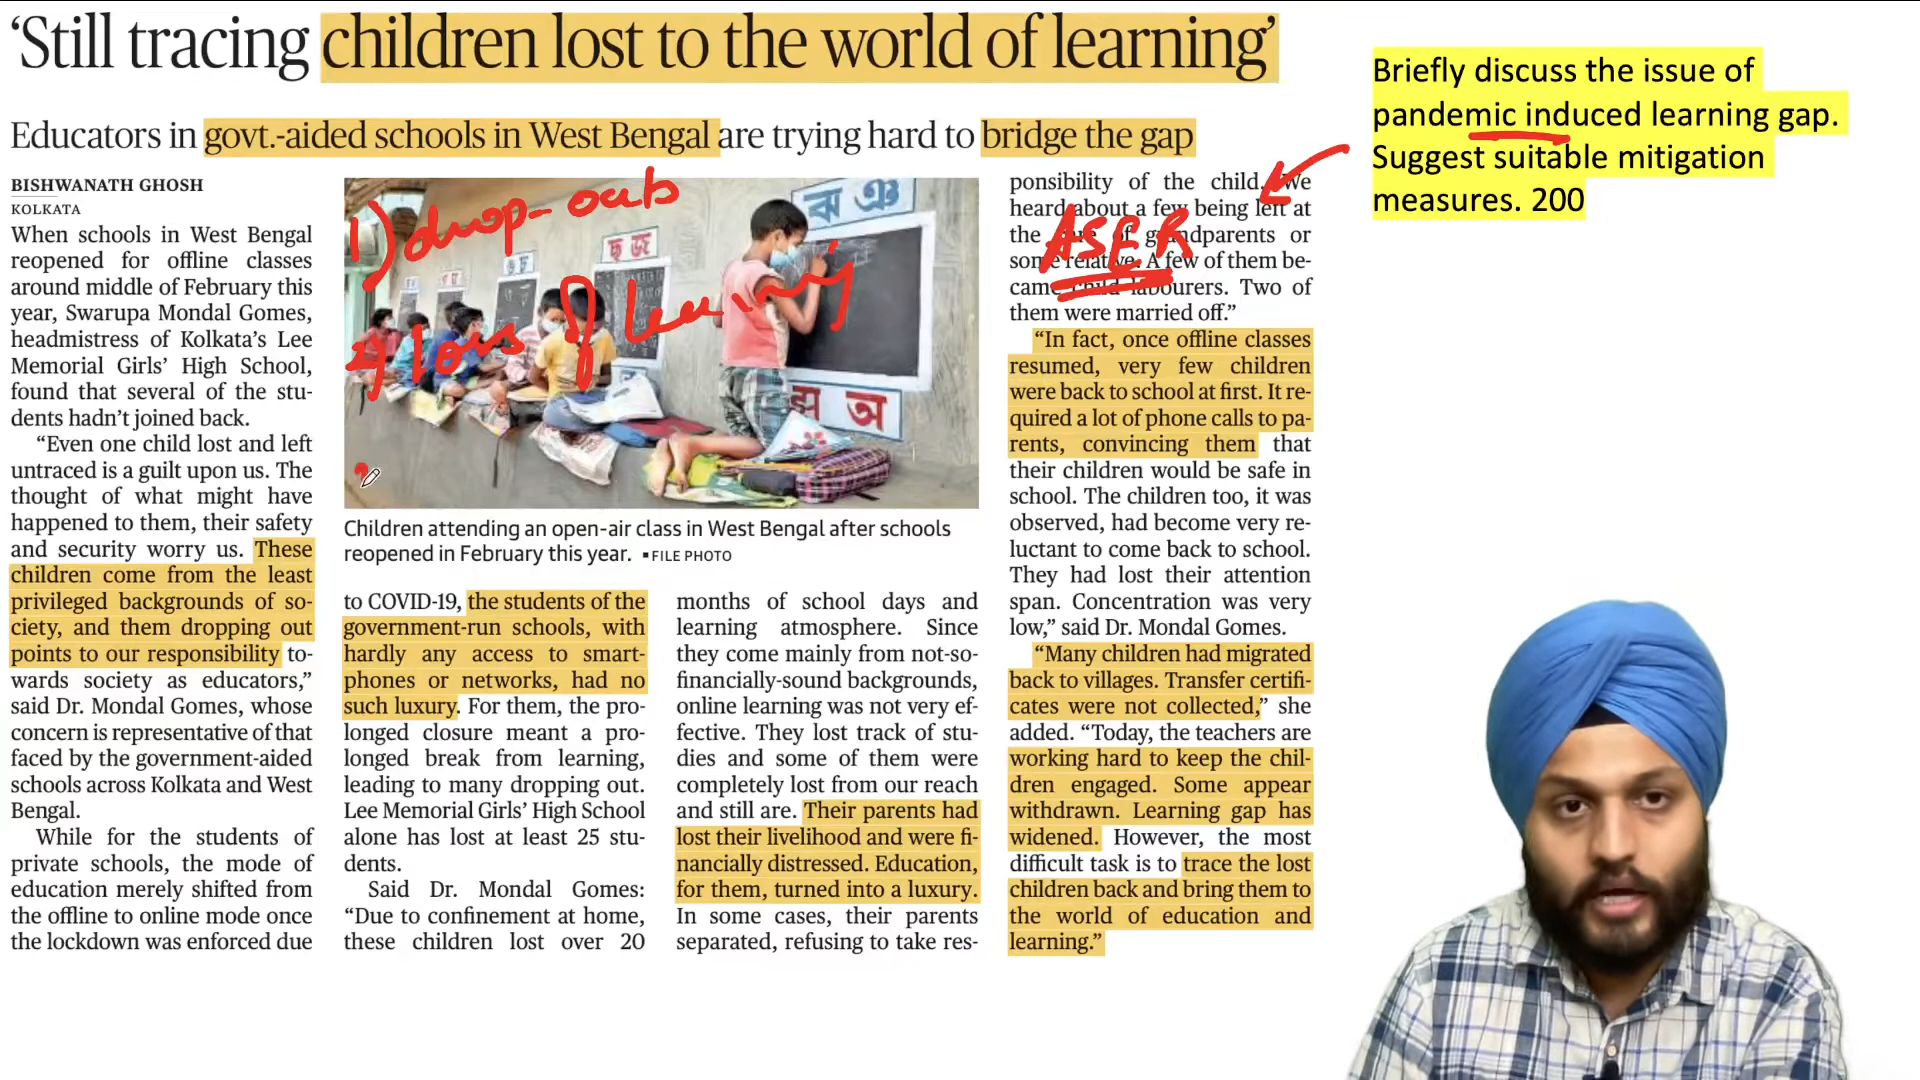 ‘Still tracing children lost to the world of learning’
Educators in govt.-aided schools in West Bengal are trying hard to bridge the gap
BISHWANATH GHOSH
KOLKATA
When schools in West Bengal
reopened for offline classes
around middle of February this
year, Swarupa Mondal Gomes,
headmistress of Kolkata’s Lee
Memorial Girls’ High School,
found that several of the stu-
dents hadn’t joined back.
“Even one child lost and left
untraced is a guilt upon us. The
thought of what might have
happened to them, their safety
and security worry us. These
children come from the least
privileged backgrounds of so-
ciety, and them dropping out
points to our responsibility to-
wards society as educators,”
said Dr. Mondal Gomes, whose
concern is representative of that
faced by the government-aided
schools across Kolkata and West
Bengal.
While for the students of
private schools, the mode of
education merely shifted from
the offline to online mode once
the lockdown was enforced due
1) drop-outs
2) loss of learning
ঝ ঞ
ছ জ
অ
Children attending an open-air class in West Bengal after schools
reopened in February this year. ▪FILE PHOTO
to COVID-19, the students of the
government-run schools, with
hardly any access to smart-
phones or networks, had no
such luxury. For them, the pro-
longed closure meant a pro-
longed break from learning,
leading to many dropping out.
Lee Memorial Girls’ High School
alone has lost at least 25 stu-
dents.
Said Dr. Mondal Gomes:
“Due to confinement at home,
these children lost over 20
months of school days and
learning atmosphere. Since
they come mainly from not-so-
financially-sound backgrounds,
online learning was not very ef-
fective. They lost track of stu-
dies and some of them were
completely lost from our reach
and still are. Their parents had
lost their livelihood and were fi-
nancially distressed. Education,
for them, turned into a luxury.
In some cases, their parents
separated, refusing to take res-
ponsibility of the child. We
heard about a few being left at
the care of grandparents or
some relative. A few of them be-
came child labourers. Two of
them were married off.”
ASER
“In fact, once offline classes
resumed, very few children
were back to school at first. It re-
quired a lot of phone calls to pa-
rents, convincing them that
their children would be safe in
school. The children too, it was
observed, had become very re-
luctant to come back to school.
They had lost their attention
span. Concentration was very
low,” said Dr. Mondal Gomes.
“Many children had migrated
back to villages. Transfer certifi-
cates were not collected,” she
added. “Today, the teachers are
working hard to keep the chil-
dren engaged. Some appear
withdrawn. Learning gap has
widened. However, the most
difficult task is to trace the lost
children back and bring them to
the world of education and
learning.”
Briefly discuss the issue of
pandemic induced learning gap.
Suggest suitable mitigation
measures. 200